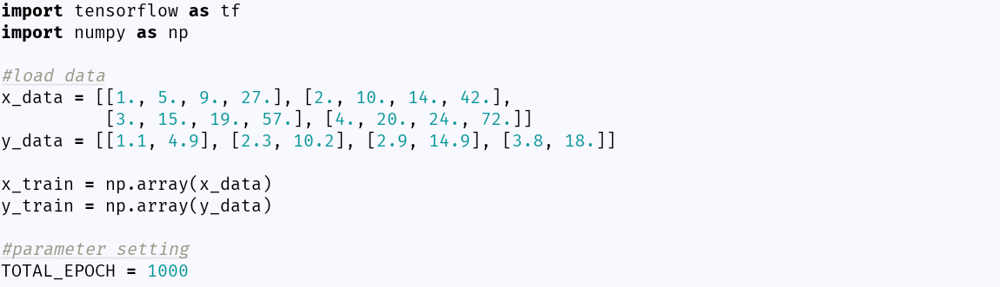 import tensorflow as tf
import numpy as np
#load data
x_data = [[1., 5., 9., 27.], [2., 10., 14., 42.],
[3., 15., 19., 57.], [4., 20., 24., 72.]]
y_data = [[1.1, 4.9], [2.3, 10.2], [2.9, 14.9], [3.8, 18.]]
x_train = np.array(x_data)
y_train = np.array(y_data)
#parameter setting
TOTAL_EPOCH = 1000